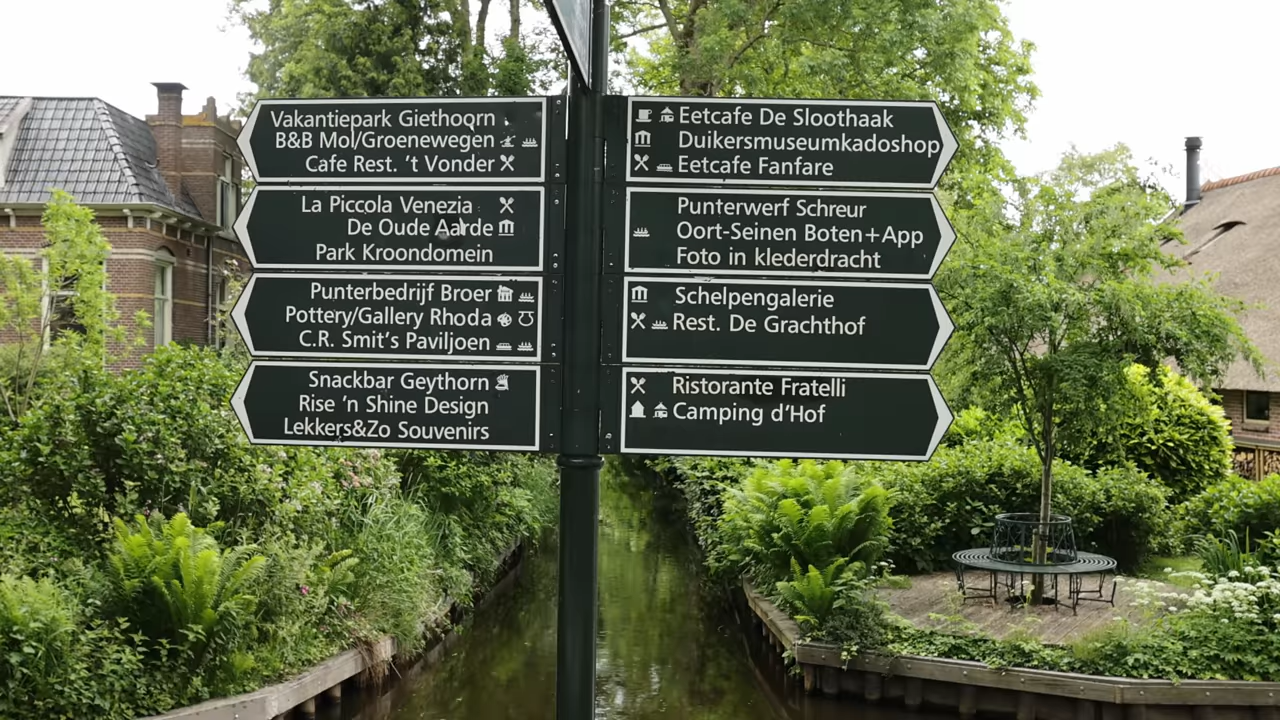 Vakantiepark Giethoorn
B&B Mol/Groenewegen
Cafe Rest. 't Vonder
La Piccola Venezia
De Oude Aarde
Park Kroondomein
Punterbedrijf Broer
Pottery/Gallery Rhoda
C.R. Smit's Paviljoen
Snackbar Geythorn
Rise 'n Shine Design
Lekkers&Zo Souvenirs
Eetcafe De Sloothaak
Duikersmuseumkadoshop
Eetcafe Fanfare
Punterwerf Schreur
Oort-Seinen Boten+App
Foto in klederdracht
Schelpengalerie
Rest. De Grachthof
Ristorante Fratelli
Camping d'Hof